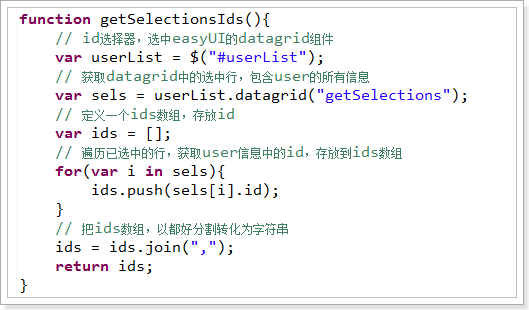 function getSelectionsIds(){
    // id选择器，选中easyUI的datagrid组件
    var userList = $("#userList");
    // 获取datagrid中的选中行，包含user的所有信息
    var sels = userList.datagrid("getSelections");
    // 定义一个ids数组，存放id
    var ids = [];
    // 遍历已选中的行，获取user信息中的id，存放到ids数组
    for(var i in sels){
        ids.push(sels[i].id);
    }
    // 把ids数组，以都好分割转化为字符串
    ids = ids.join(",");
    return ids;
}